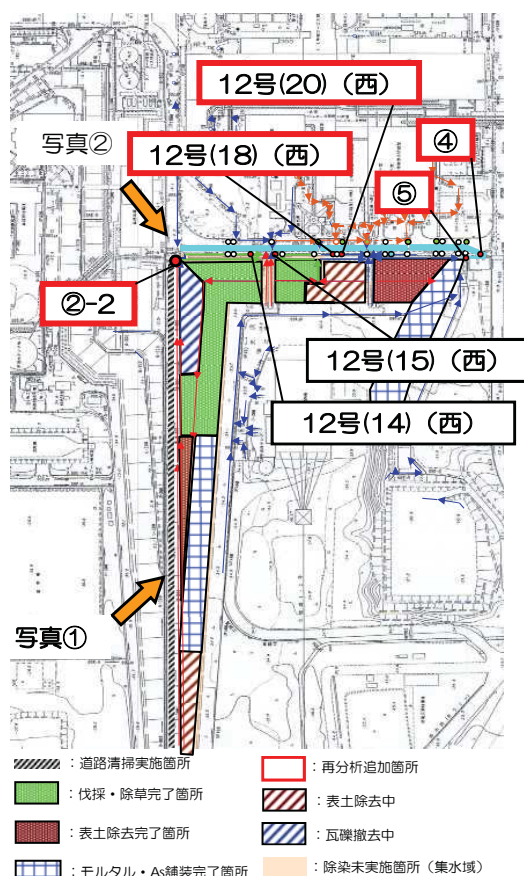 12号(20)（西）
写真②
12号(18)（西）
④
⑤
②-2
12号(15)（西）
12号(14)（西）
写真①
：道路清掃実施箇所
：再分析追加箇所
：伐採・除草完了箇所
：表土除去中
：表土除去完了箇所
：瓦礫撤去中
：モルタル・As舗装完了箇所
：除染未実施箇所（集水域）